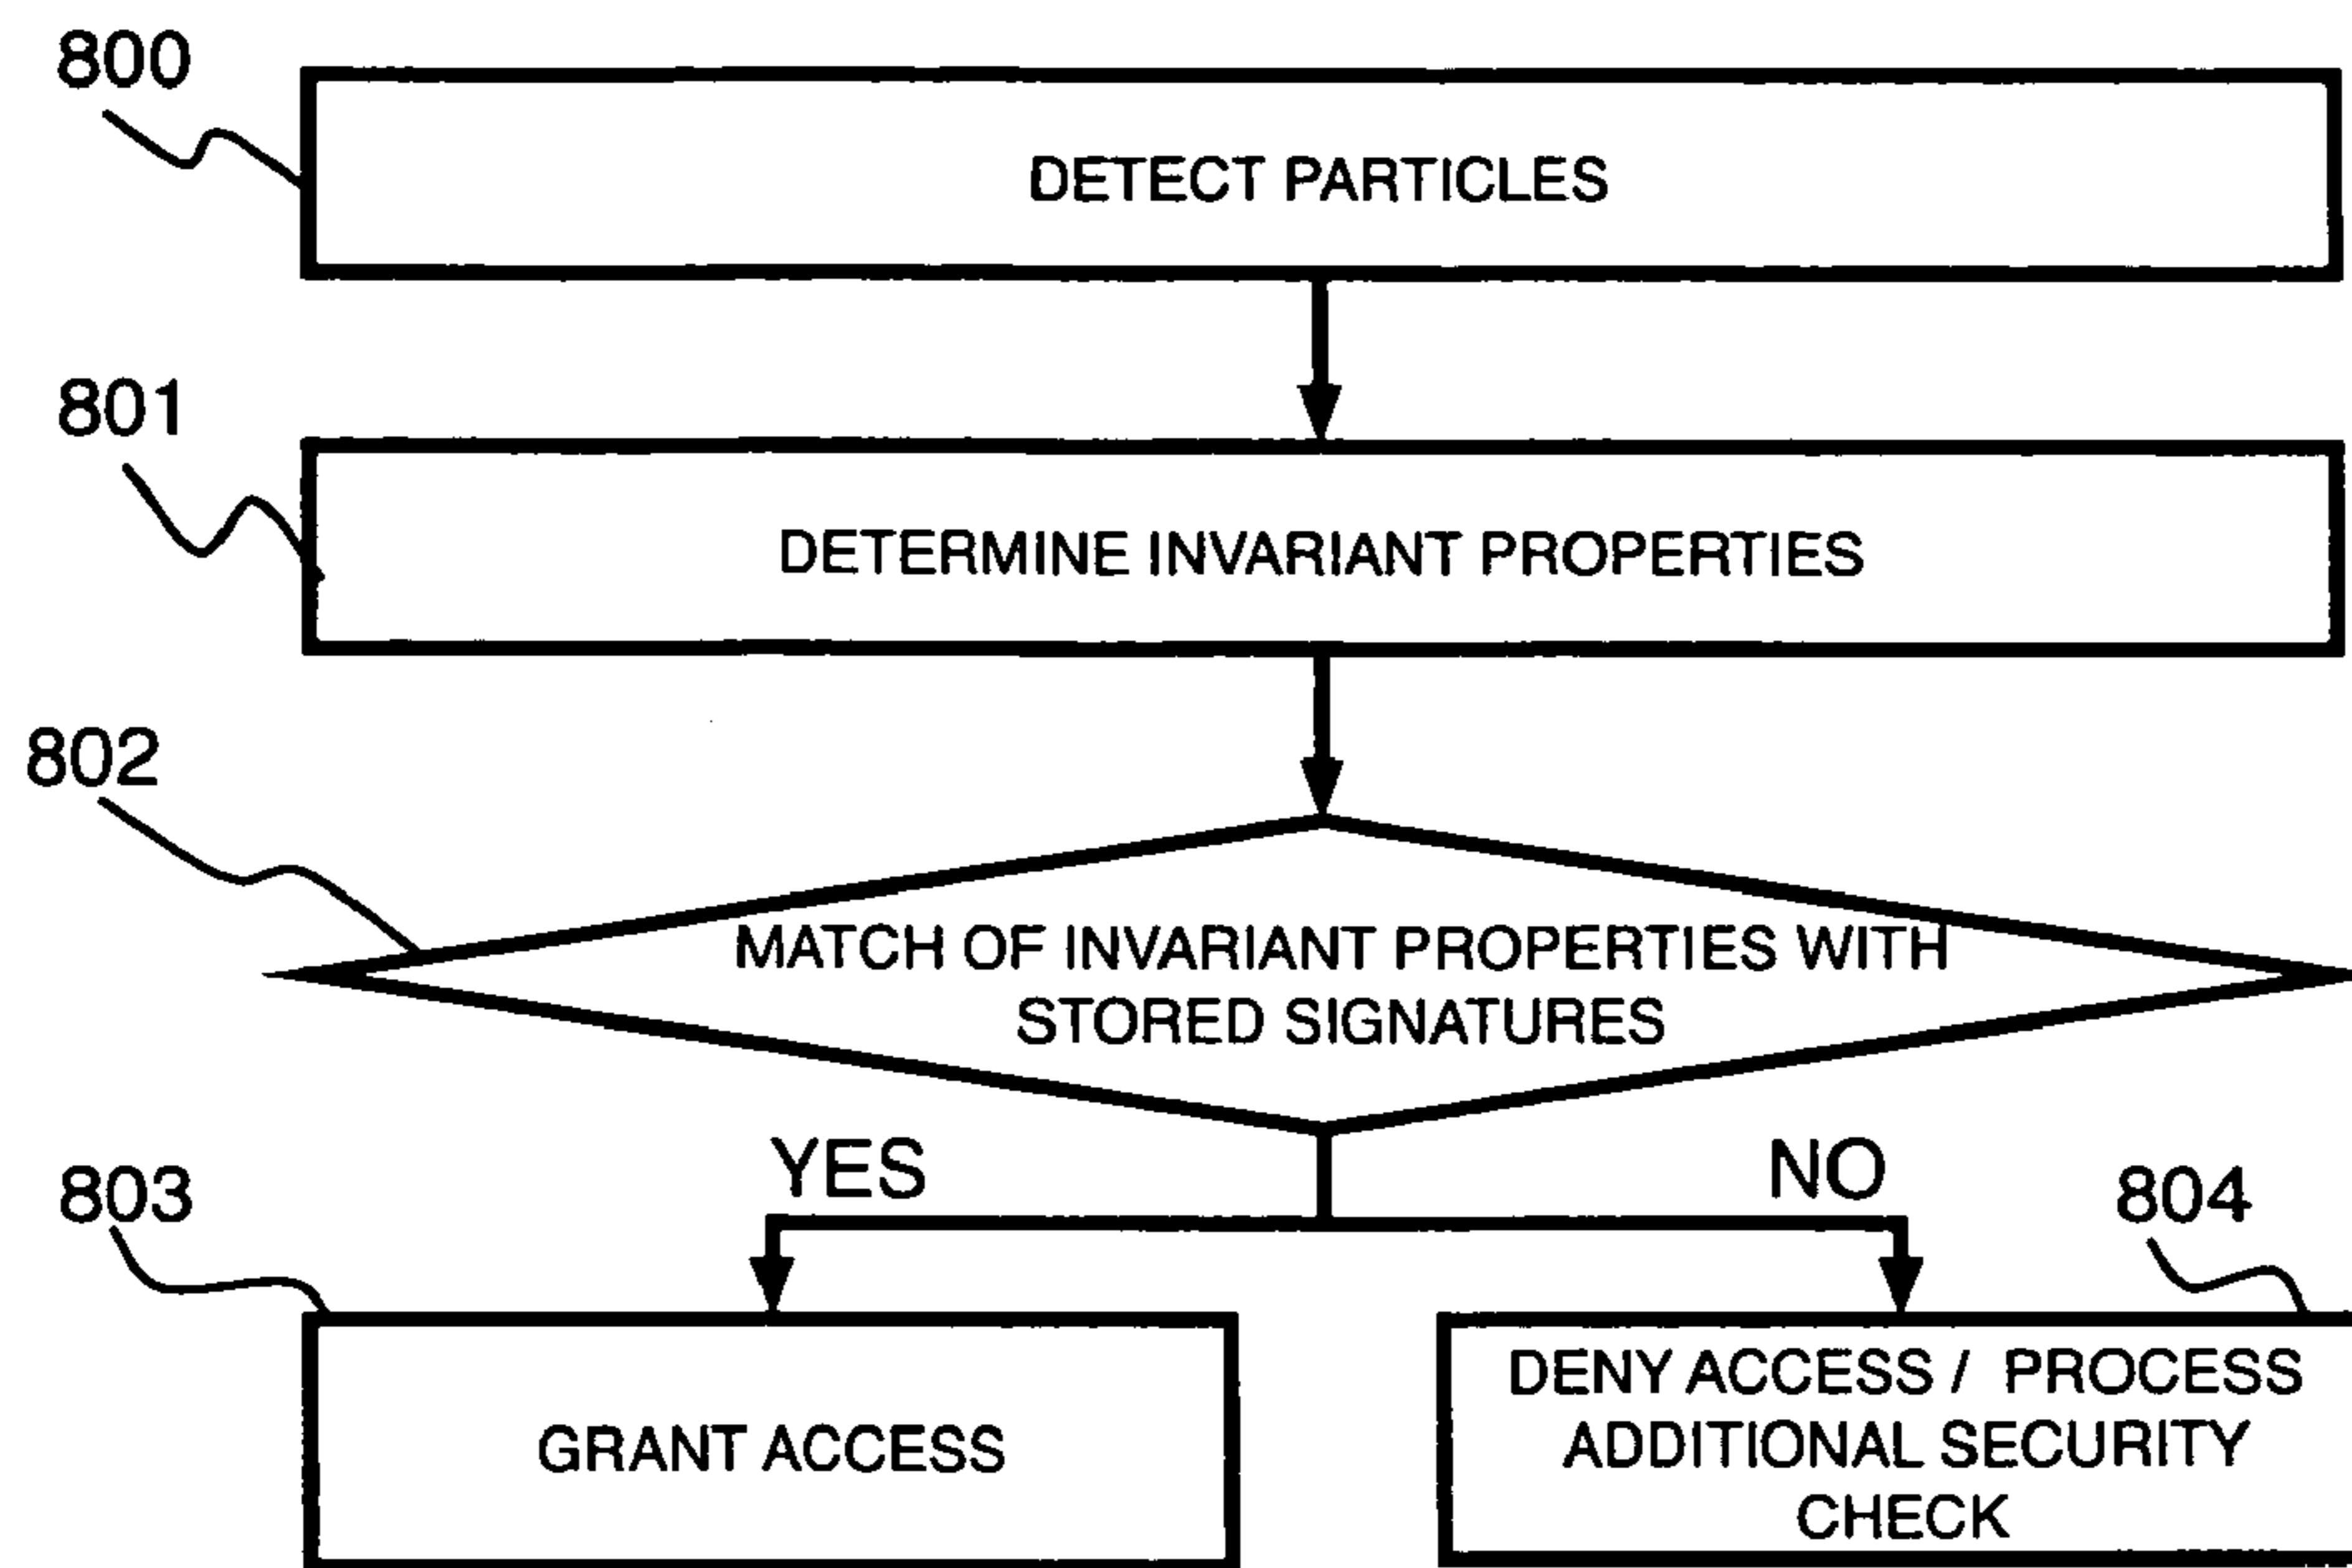 800
DETECT PARTICLES
801
DETERMINE INVARIANT PROPERTIES
802
MATCH OF INVARIANT PROPERTIES WITH
STORED SIGNATURES
YES
NO
803
804
GRANT ACCESS
DENY ACCESS / PROCESS
ADDITIONAL SECURITY
CHECK